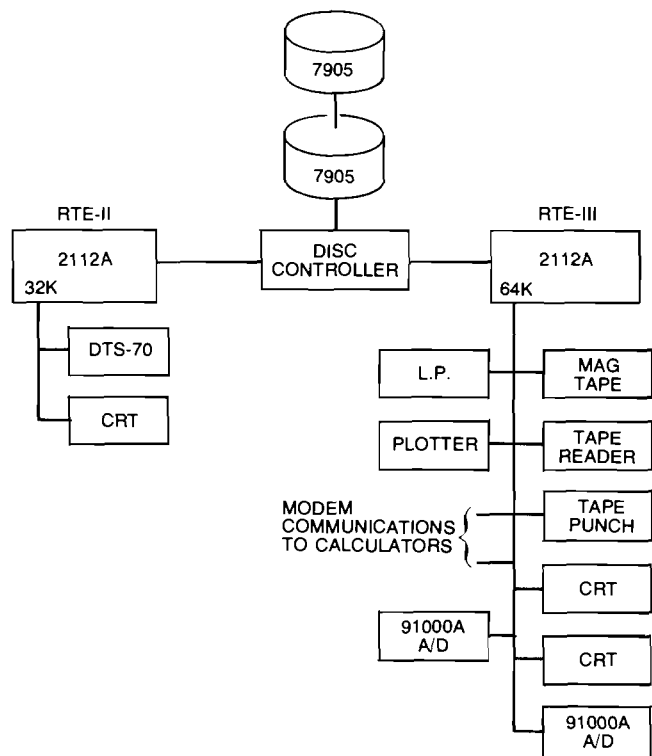 7905
7905
RTE-II
RTE-III
2112A
32K
DISC
CONTROLLER
2112A
64K
DTS-70
CRT
L.P.
MAG
TAPE
PLOTTER
TAPE
READER
MODEM
COMMUNICATIONS
TO CALCULATORS
TAPE
PUNCH
CRT
91000A
A/D
CRT
91000A
A/D